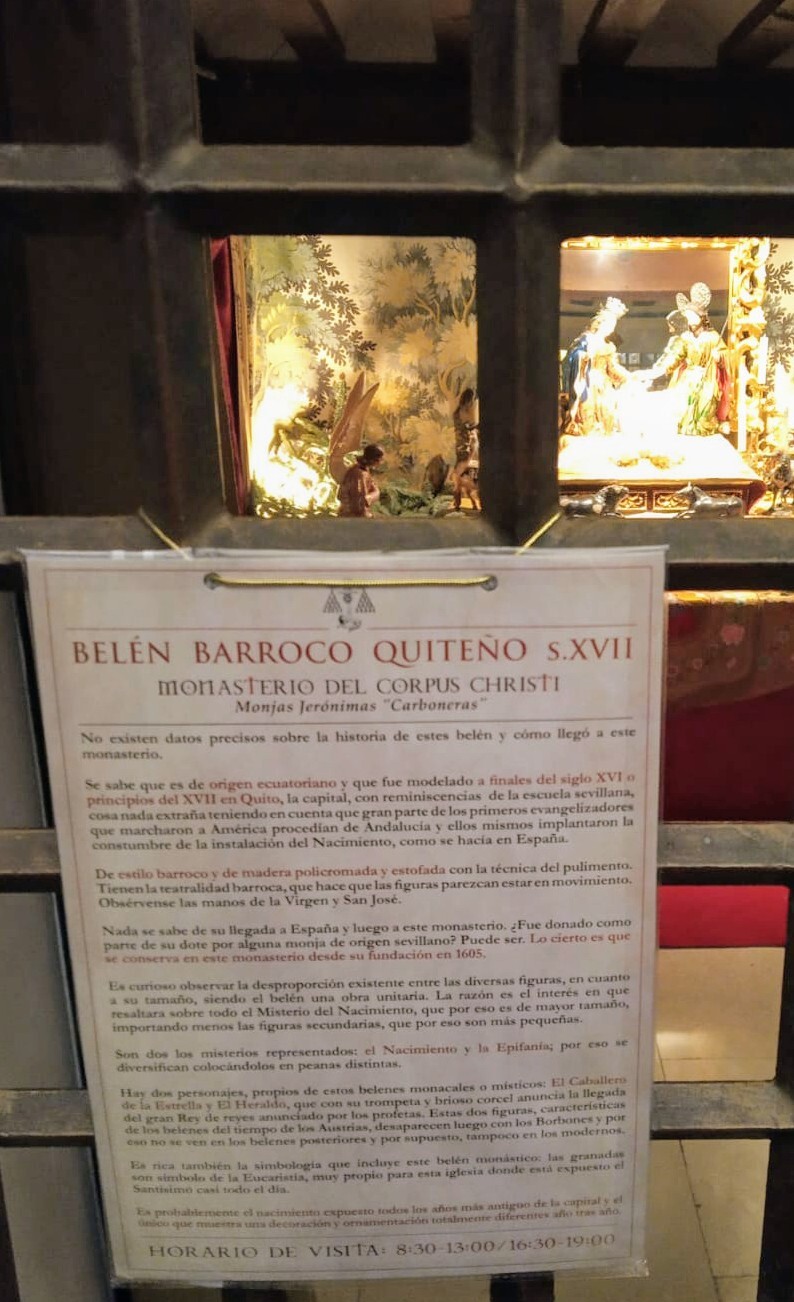 BELÉN BARROCO QUITEÑO S.XVII
MONASTERIO DEL CORPUS CHRISTI
Monjas Jerónimas "Carboneras"
No existen datos precisos sobre la historia de estes belén y cómo llegó a este
monasterio.
Se sabe que es de origen ecuatoriano y que fue modelado a finales del siglo XVI o
principios del XVII en Quito, la capital, con reminiscencias de la escuela sevillana,
cosa nada extraña teniendo en cuenta que gran parte de los primeros evangelizadores
que marcharon a América procedían de Andalucía y ellos mismos implantaron la
constumbre de la instalación del Nacimiento, como se hacía en España.
De estilo barroco y de madera policromada y estofada con la técnica del pulimento.
Tienen la teatralidad barroca, que hace que las figuras parezcan estar en movimiento.
Obsérvense las manos de la Virgen y San José.
Nada se sabe de su llegada a España y luego a este monasterio. ¿Fue donado como
parte de su dote por alguna monja de origen sevillano? Puede ser. Lo cierto es que
se conserva en este monasterio desde su fundación en 1605.
Es curioso observar la desproporción existente entre las diversas figuras, en cuanto
a su tamaño, siendo el belén una obra unitaria. La razón es el interés en que
resaltara sobre todo el Misterio del Nacimiento, que por eso es de mayor tamaño,
importando menos las figuras secundarias, que por eso son más pequeñas.
Son dos los misterios representados: el Nacimiento y la Epifanía; por eso se
diversifican colocándolos en peanas distintas.
Hay dos personajes, propios de estos belenes monacales o místicos: El Caballero
de la Estrella y El Heraldo, que con su trompeta y brioso corcel anuncia la llegada
del gran Rey de reyes anunciado por los profetas. Estas dos figuras, características
de los belenes del tiempo de los Austrias, desaparecen luego con los Borbones y por
eso no se ven en los belenes posteriores y por supuesto, tampoco en los modernos.
Es rica también la simbología que incluye este belén monástico: las granadas
son símbolo de la Eucaristía, muy propio para esta iglesia donde está expuesto el
Santísimo casi todo el día.
Es probablemente el nacimiento expuesto todos los años más antiguo de la capital y el
único que muestra una decoración y ornamentación totalmente diferentes año tras año.
HORARIO DE VISITA: 8:30-13:00/16:30-19:00